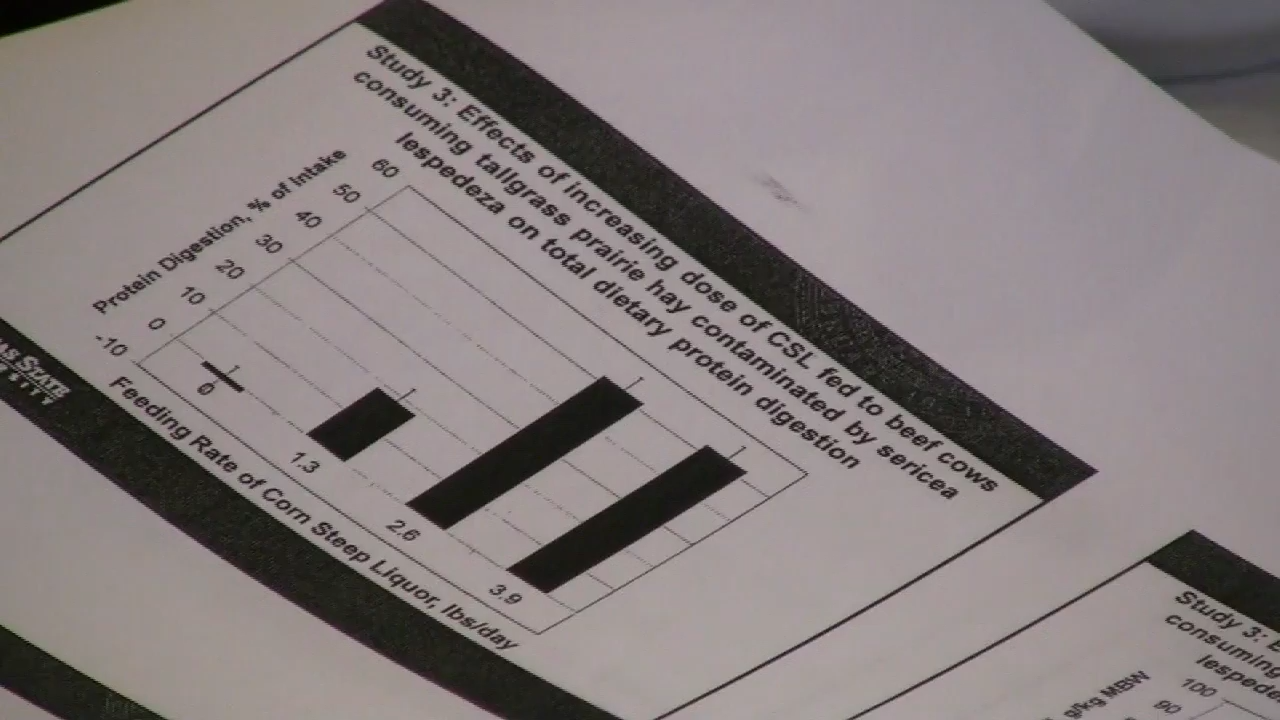 Study 3: Effects of increasing dose of CSL fed to beef cows
consuming tallgrass prairie hay contaminated by sericea
lespedeza on total dietary protein digestion
Protein Digestion, % of Intake
60
50
40
30
20
10
0
-10
0
1.3
2.6
3.9
Feeding Rate of Corn Steep Liquor, lbs/day
STATE
Study 3:
consuming
g/kg MBW
100
90